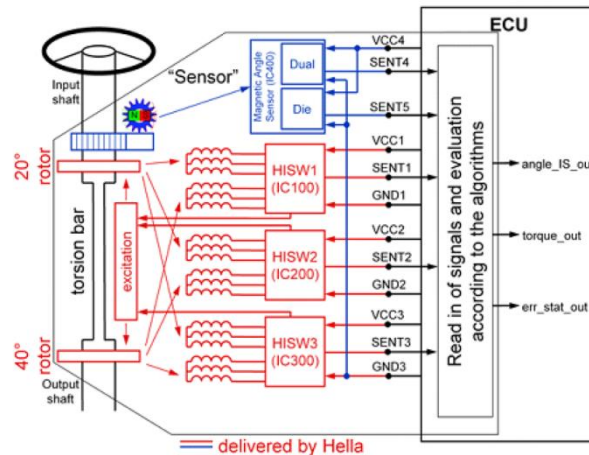 ECU
VCC4
"Sensor"
Input
shaft
N
Magnetic Angle
Sensor (IC400)
Dual
Die
SENT4
SENT5
20°
rotor
torsion bar
excitation
HISW1
(IC100)
VCC1
SENT1
GND1
HISW2
(IC200)
VCC2
SENT2
GND2
HISW3
(IC300)
VCC3
SENT3
GND3
40°
rotor
Output
shaft
Read in of signals and evaluation
according to the algorithms
angle_IS_ou
torque_out
err_stat_out
delivered by Hella